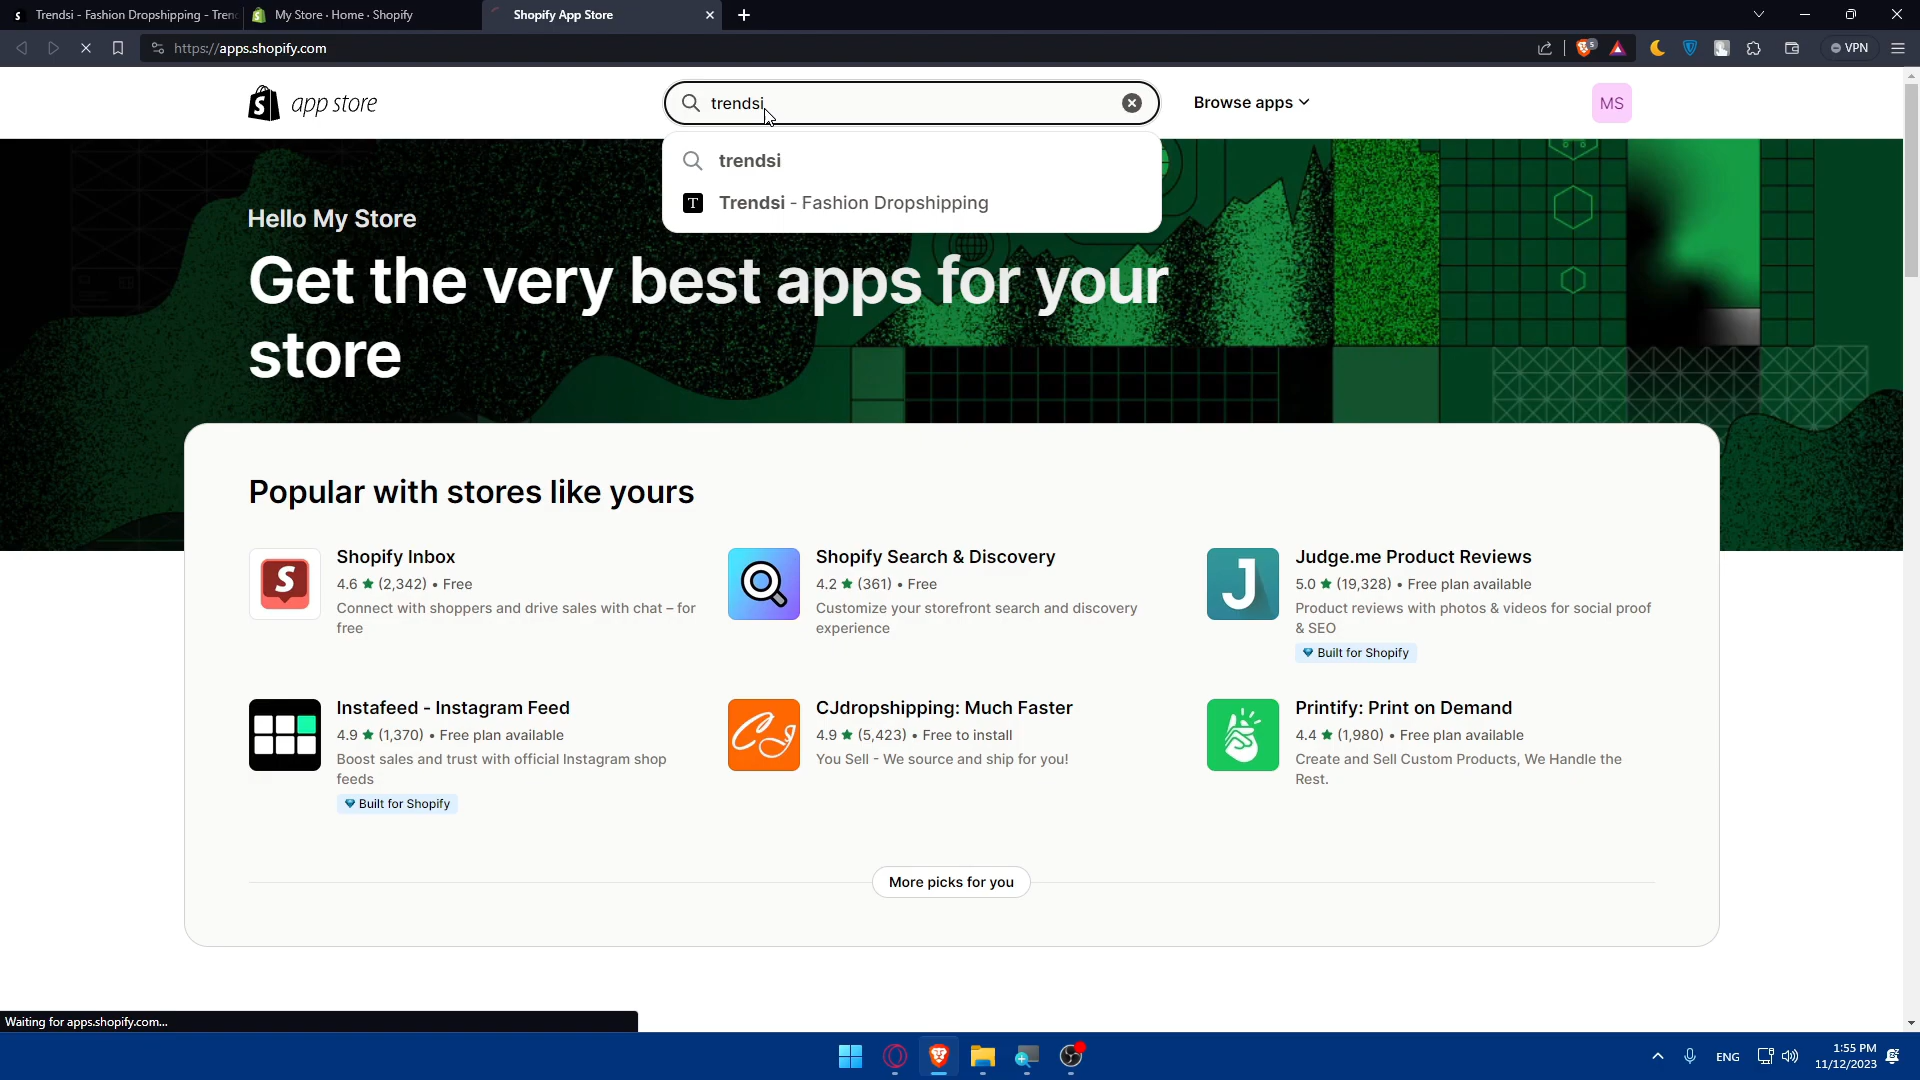 Trendsi - Fashion Dropshipping - Tren
My Store · Home · Shopify
Shopify App Store
https://apps.shopify.com
VPN
app store
trendsi
Browse apps
MS
trendsi
Trendsi - Fashion Dropshipping
Hello My Store
Get the very best apps for your
store
Popular with stores like yours
Shopify Inbox
4.6 ★ (2,342) • Free
Connect with shoppers and drive sales with chat – for
free
Shopify Search & Discovery
4.2 ★ (361) • Free
Customize your storefront search and discovery
experience
Judge.me Product Reviews
5.0 ★ (19,328) • Free plan available
Product reviews with photos & videos for social proof
& SEO
Built for Shopify
Instafeed - Instagram Feed
4.9 ★ (1,370) • Free plan available
Boost sales and trust with official Instagram shop
feeds
Built for Shopify
CJdropshipping: Much Faster
4.9 ★ (5,423) • Free to install
You Sell - We source and ship for you!
Printify: Print on Demand
4.4 ★ (1,980) • Free plan available
Create and Sell Custom Products, We Handle the
Rest.
More picks for you
Waiting for apps.shopify.com...
ENG
1:55 PM
11/12/2023